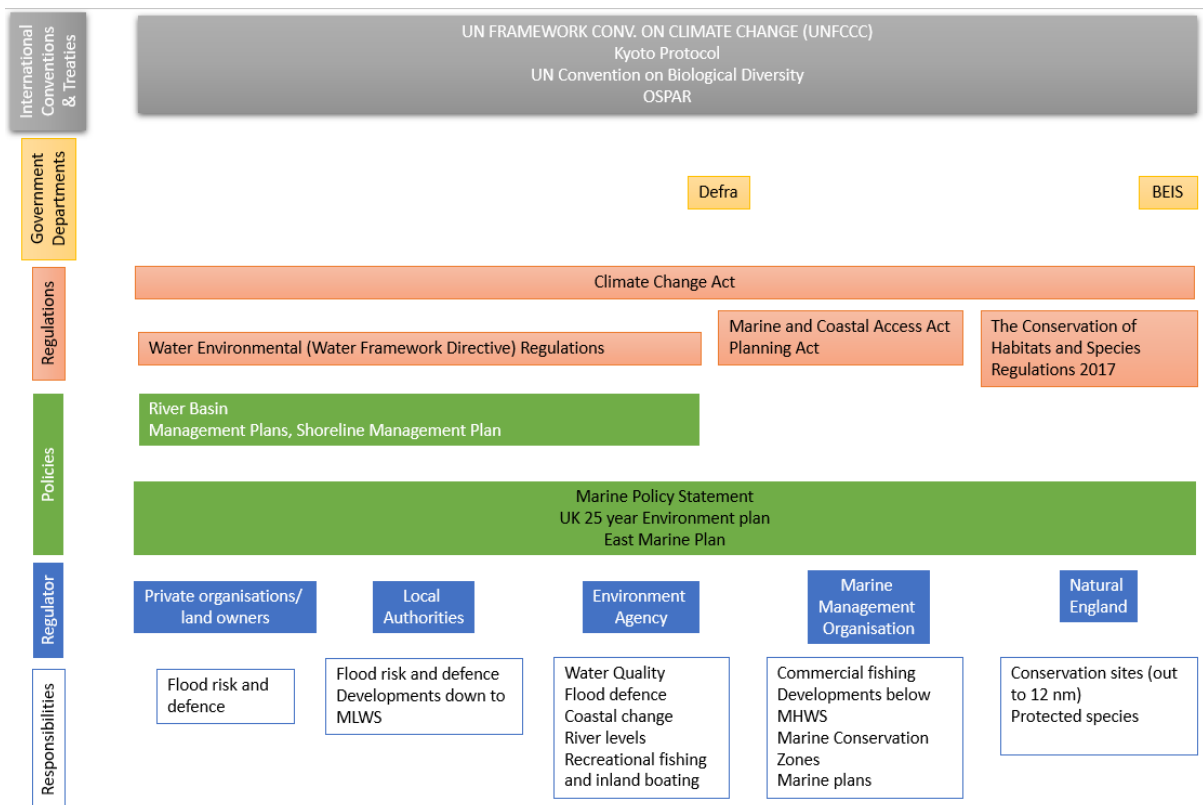 International
Conventions
& Treaties
UN FRAMEWORK CONV. ON CLIMATE CHANGE (UNFCCC)
Kyoto Protocol
UN Convention on Biological Diversity
OSPAR
Government
Departments
Defra
BEIS
Regulations
Climate Change Act
Water Environmental (Water Framework Directive) Regulations
Marine and Coastal Access Act
Planning Act
The Conservation of
Habitats and Species
Regulations 2017
Policies
River Basin
Management Plans, Shoreline Management Plan
Marine Policy Statement
UK 25 year Environment plan
East Marine Plan
Regulator
Private organisations/
land owners
Local
Authorities
Environment
Agency
Marine
Management
Organisation
Natural
England
Responsibilities
Flood risk and
defence
Flood risk and defence
Developments down to
MLWS
Water Quality
Flood defence
Coastal change
River levels
Recreational fishing
and inland boating
Commercial fishing
Developments below
MHWS
Marine Conservation
Zones
Marine plans
Conservation sites (out
to 12 nm)
Protected species